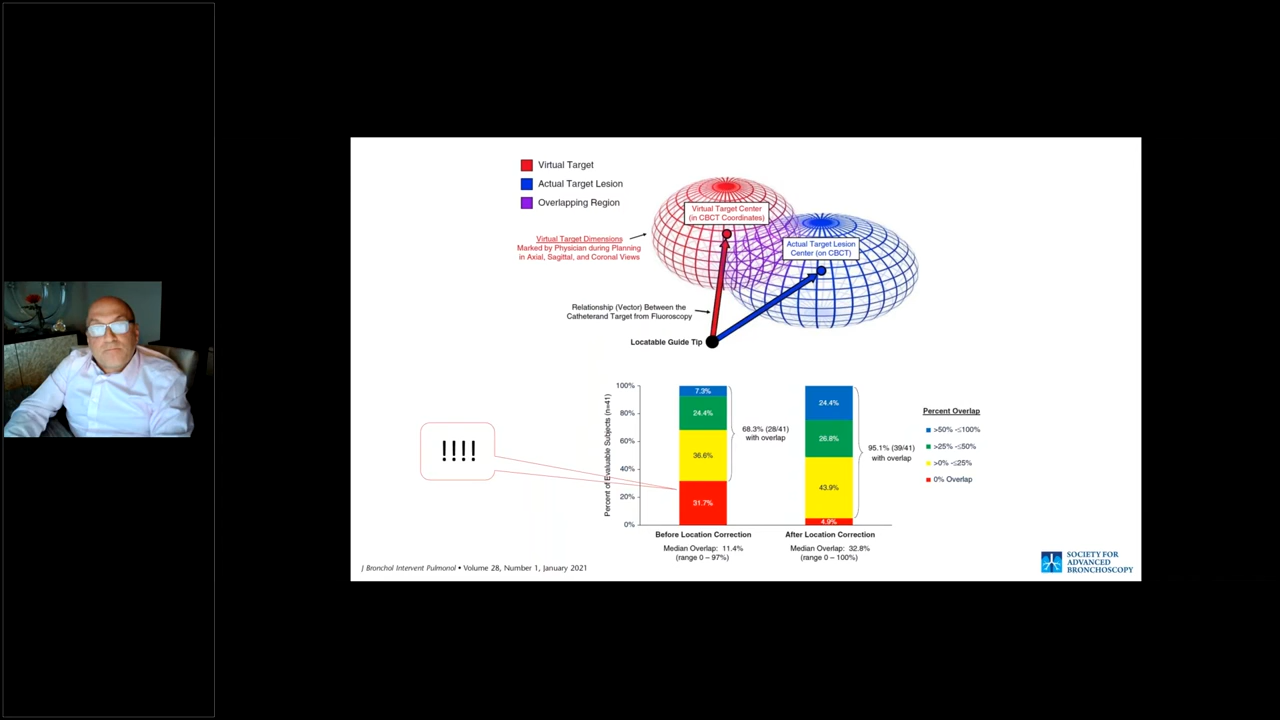 Virtual Target
Actual Target Lesion
Overlapping Region
Virtual Target Center
(in CBCT Coordinates)
Virtual Target Dimensions
Marked by Physician during Planning
in Axial, Sagittal, and Coronal Views
Actual Target Lesion
Center (on CBCT)
Relationship (Vector) Between the
Catheterand Target from Fluoroscopy
Locatable Guide Tip
!!!!
Percent of Evaluable Subjects (n=41)
100%
80%
60%
40%
20%
0%
7.3%
24.4%
36.6%
31.7%
68.3% (28/41)
with overlap
24.4%
26.8%
43.9%
4.9%
95.1% (39/41)
with overlap
Percent Overlap
>50% -≤100%
>25% -≤50%
>0% -≤25%
0% Overlap
Before Location Correction
Median Overlap: 11.4%
(range 0 – 97%)
After Location Correction
Median Overlap: 32.8%
(range 0 – 100%)
J Bronchol Intervent Pulmonol • Volume 28, Number 1, January 2021
SOCIETY FOR
ADVANCED
BRONCHOSCOPY